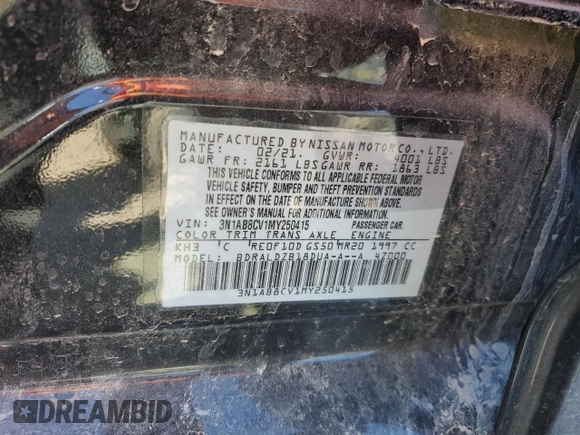 MANUFACTURED BY NISSAN MOTOR CO., LTD.
DATE: 02/21. GVWR: 4001 LBS
GAWR FR: 2161 LBS GAWR RR: 1863 LBS
THIS VEHICLE CONFORMS TO ALL APPLICABLE FEDERAL MOTOR
VEHICLE SAFETY, BUMPER AND THEFT PREVENTION STANDARDS
IN EFFECT ON THE DATE OF MANUFACTURE SHOWN ABOVE.
SEE OWNER'S MANUAL FOR ADDITIONAL INFORMATION.
VIN: 3N1AB8CV1MY250415 PASSENGER CAR.
COLOR TRIM TRANS AXLE ENGINE
KH3 C RE0F10D GS50 MR20 1997 CC
MODEL: BDRALDZB18DUA-A--A 47000
3N1AB8CV1MY250415
DREAMBID